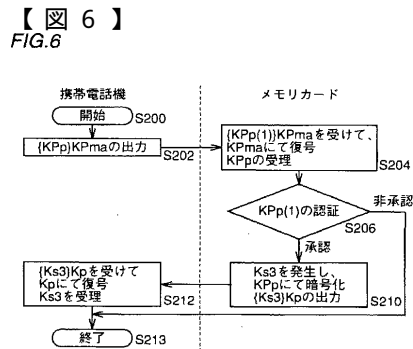 【図6】
FIG.6
携帯電話機
メモリカード
開始
S200
{KPp}KPmaの出力
S202
{KPp(1)}KPmaを受けて、
KPmaにて復号
KPpの受理
S204
KPp(1)の認証
S206
非承認
承認
Ks3を発生し、
KPpにて暗号化
{Ks3}Kpの出力
S210
{Ks3}Kpを受けて
Kpにて復号
Ks3を受理
S212
終了
S213